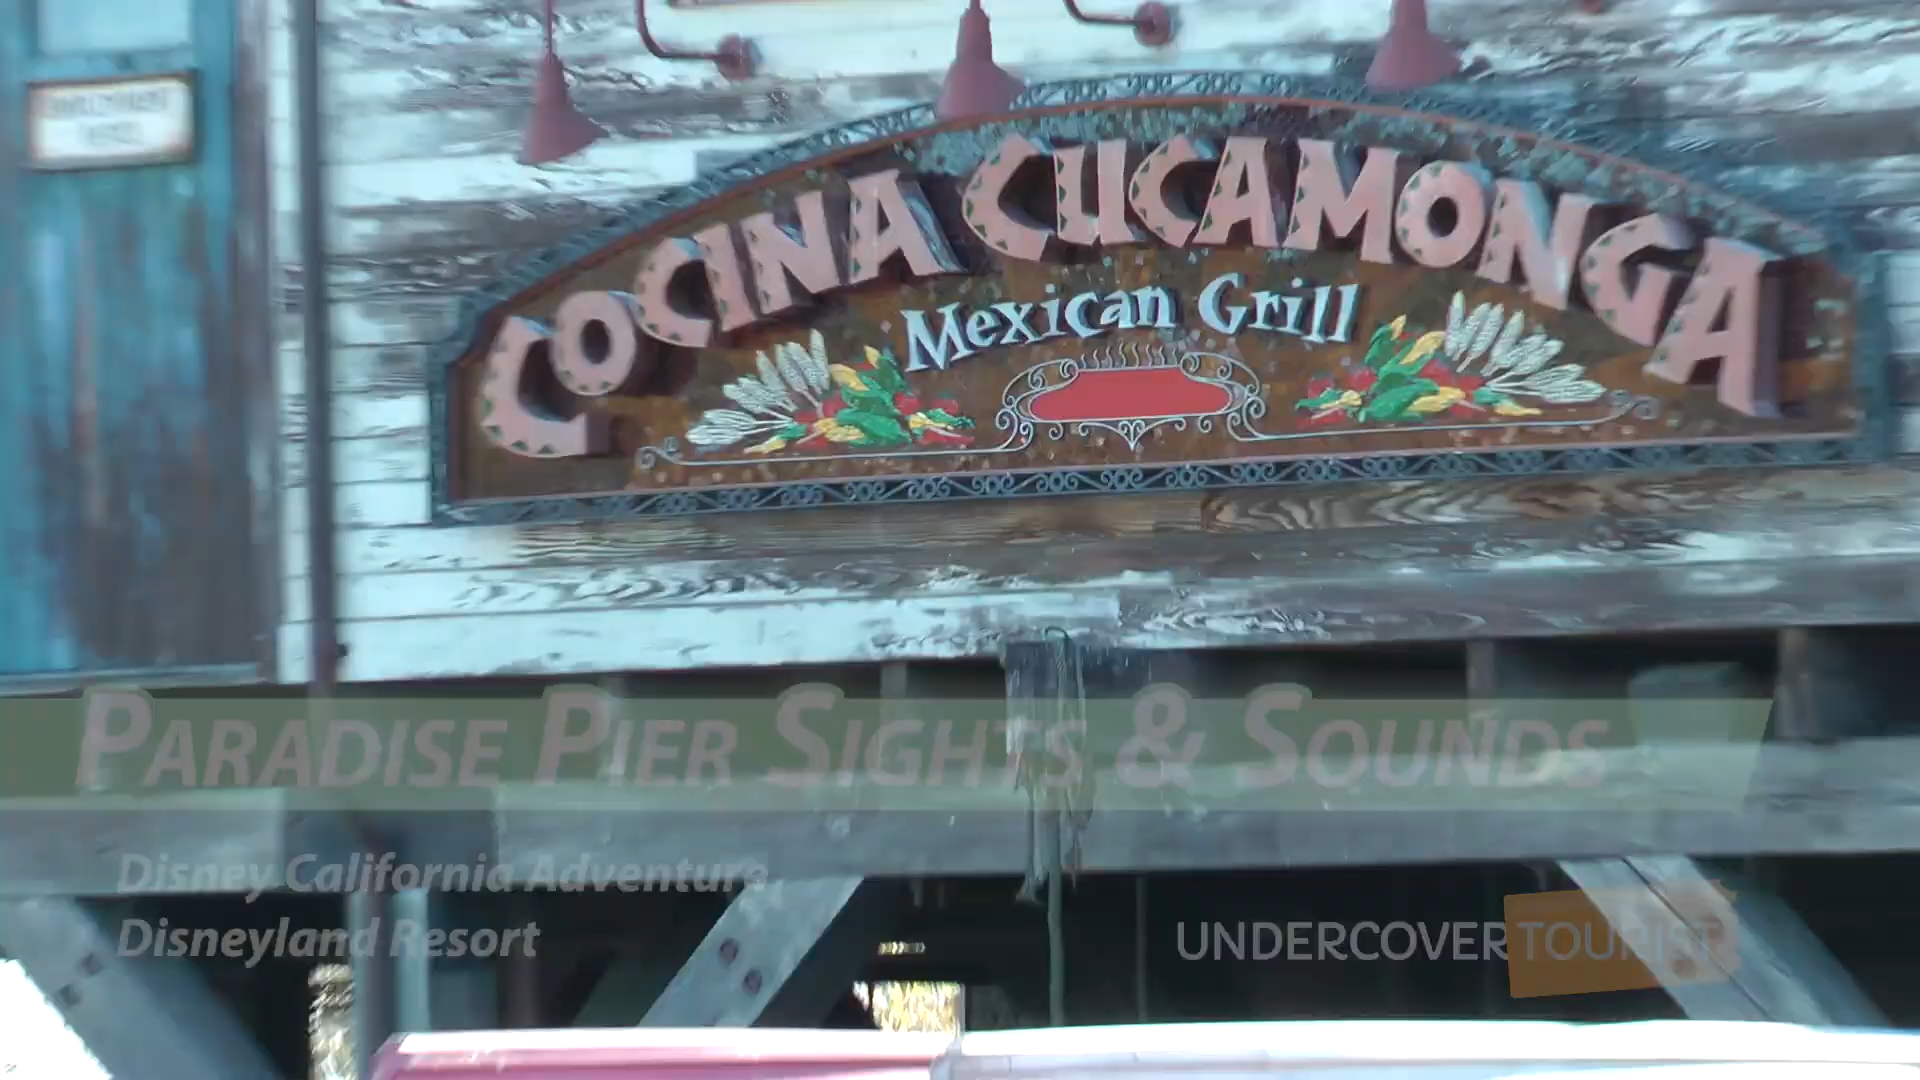 COCINA CUCAMONGA
Mexican Grill
PARADISE PIER SIGHTS & SOUNDS
Disney California Adventure
Disneyland Resort
UNDERCOVERTOURIST